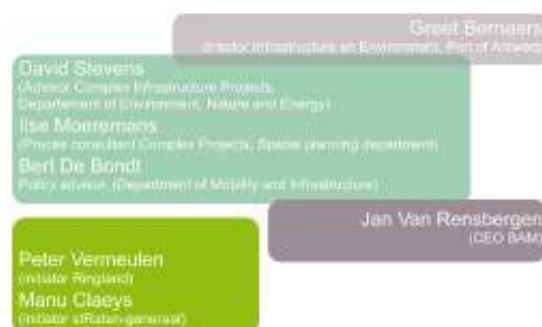 Greet Bernaers
director Infrastructure en Environment, Port of Antwerp
David Stevens
(Advisor Complex Infrastructure Projects,
Departement of Environment, Nature and Energy)
Ilse Moeremans
(Proces consultant Complex Projects, Spatial planning department)
Bert De Bondt
Policy advisor, (Department of Mobility and Infrastructure)
Jan Van Rensbergen
(CEO BAM)
Peter Vermeulen
(initiator Ringland)
Manu Claeys
(initiator stRaten-generaal)